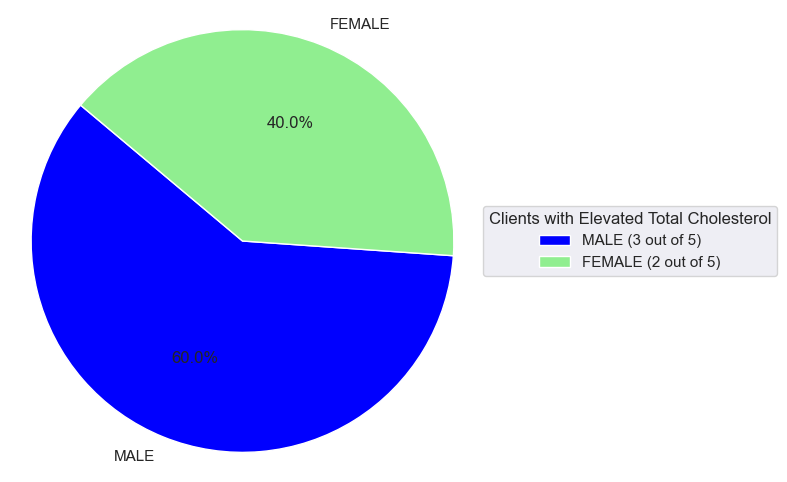 FEMALE
40.0%
Clients with Elevated Total Cholesterol
MALE (3 out of 5)
FEMALE (2 out of 5)
60.0%
MALE